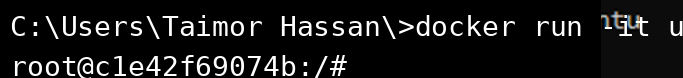 C:\Users\Taimor Hassan\>docker run -it u
root@c1e42f69074b:/#